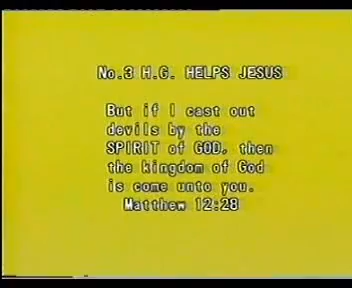 No.3 H.G. HELPS JESUS
But if I cast out
devils by the
SPIRIT of GOD, then
the kingdom of God
is come unto you.
Matthew 12:28